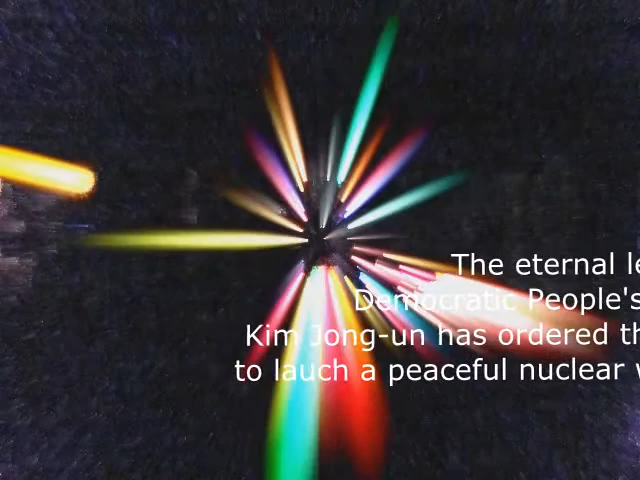 The eternal le
Democratic People's
Kim Jong-un has ordered th
to lauch a peaceful nuclear w